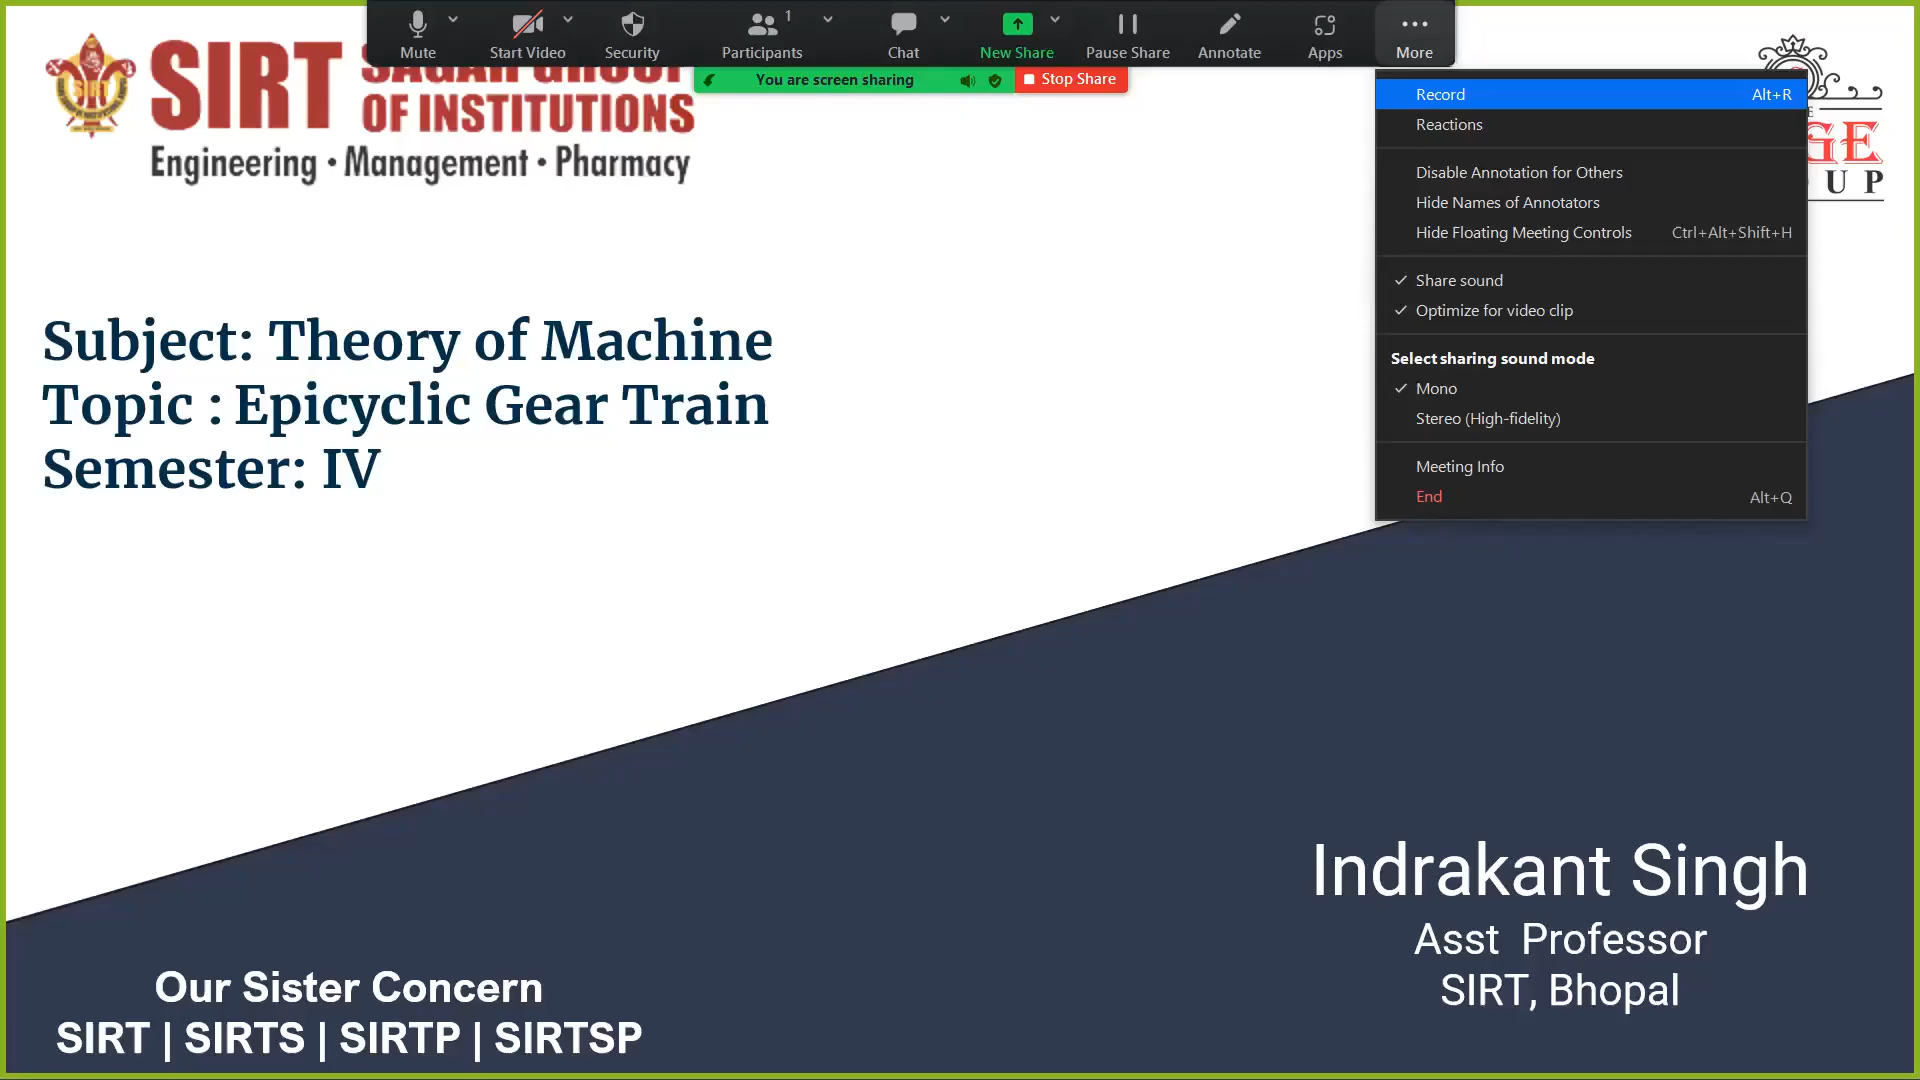 Mute
Start Video
Security
Participants
1
Chat
New Share
Pause Share
Annotate
Apps
More
You are screen sharing
Stop Share
Record Alt+R
Reactions
Disable Annotation for Others
Hide Names of Annotators
Hide Floating Meeting Controls Ctrl+Alt+Shift+H
Share sound
Optimize for video clip
Select sharing sound mode
Mono
Stereo (High-fidelity)
Meeting Info
End Alt+Q
SIRT
SIRT SAGAR GROUP
OF INSTITUTIONS
Engineering • Management • Pharmacy
GE
U P
Subject: Theory of Machine
Topic : Epicyclic Gear Train
Semester: IV
Indrakant Singh
Asst Professor
SIRT, Bhopal
Our Sister Concern
SIRT | SIRTS | SIRTP | SIRTSP